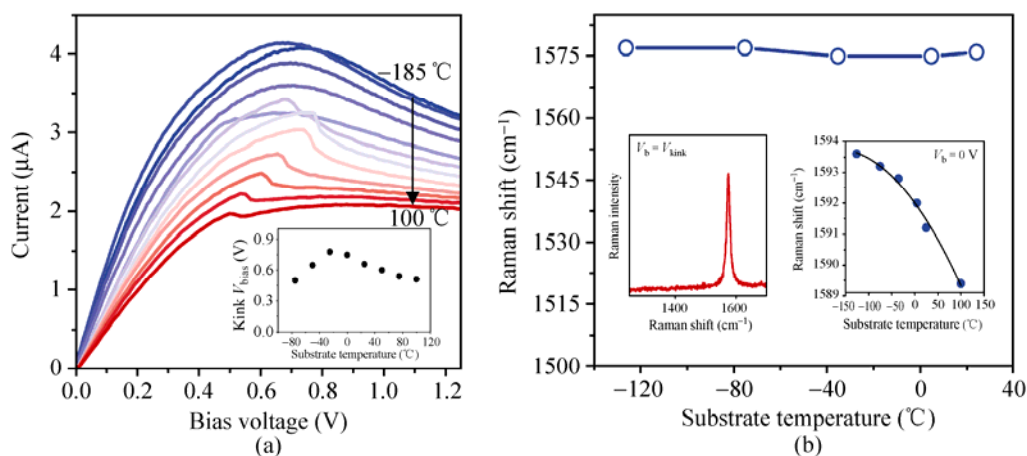 Current (μA)
4
3
2
1
0
0.0 0.2 0.4 0.6 0.8 1.0 1.2
Bias voltage (V)
(a)
−185 ℃
100 ℃
Kink Vbias (V)
0.9
0.6
0.3
0.0
−80 −40 0 40 80 120
Substrate temperature (℃)
Raman shift (cm−1)
1575
1560
1545
1530
1515
1500
−120 −80 −40 0 40
Substrate temperature (℃)
(b)
Vb = Vkink
Raman intensity
1400 1600
Raman shift (cm−1)
Vb = 0 V
Raman shift (cm−1)
1594
1593
1592
1591
1590
1589
−150 −100 −50 0 50 100 150
Substrate temperature (℃)